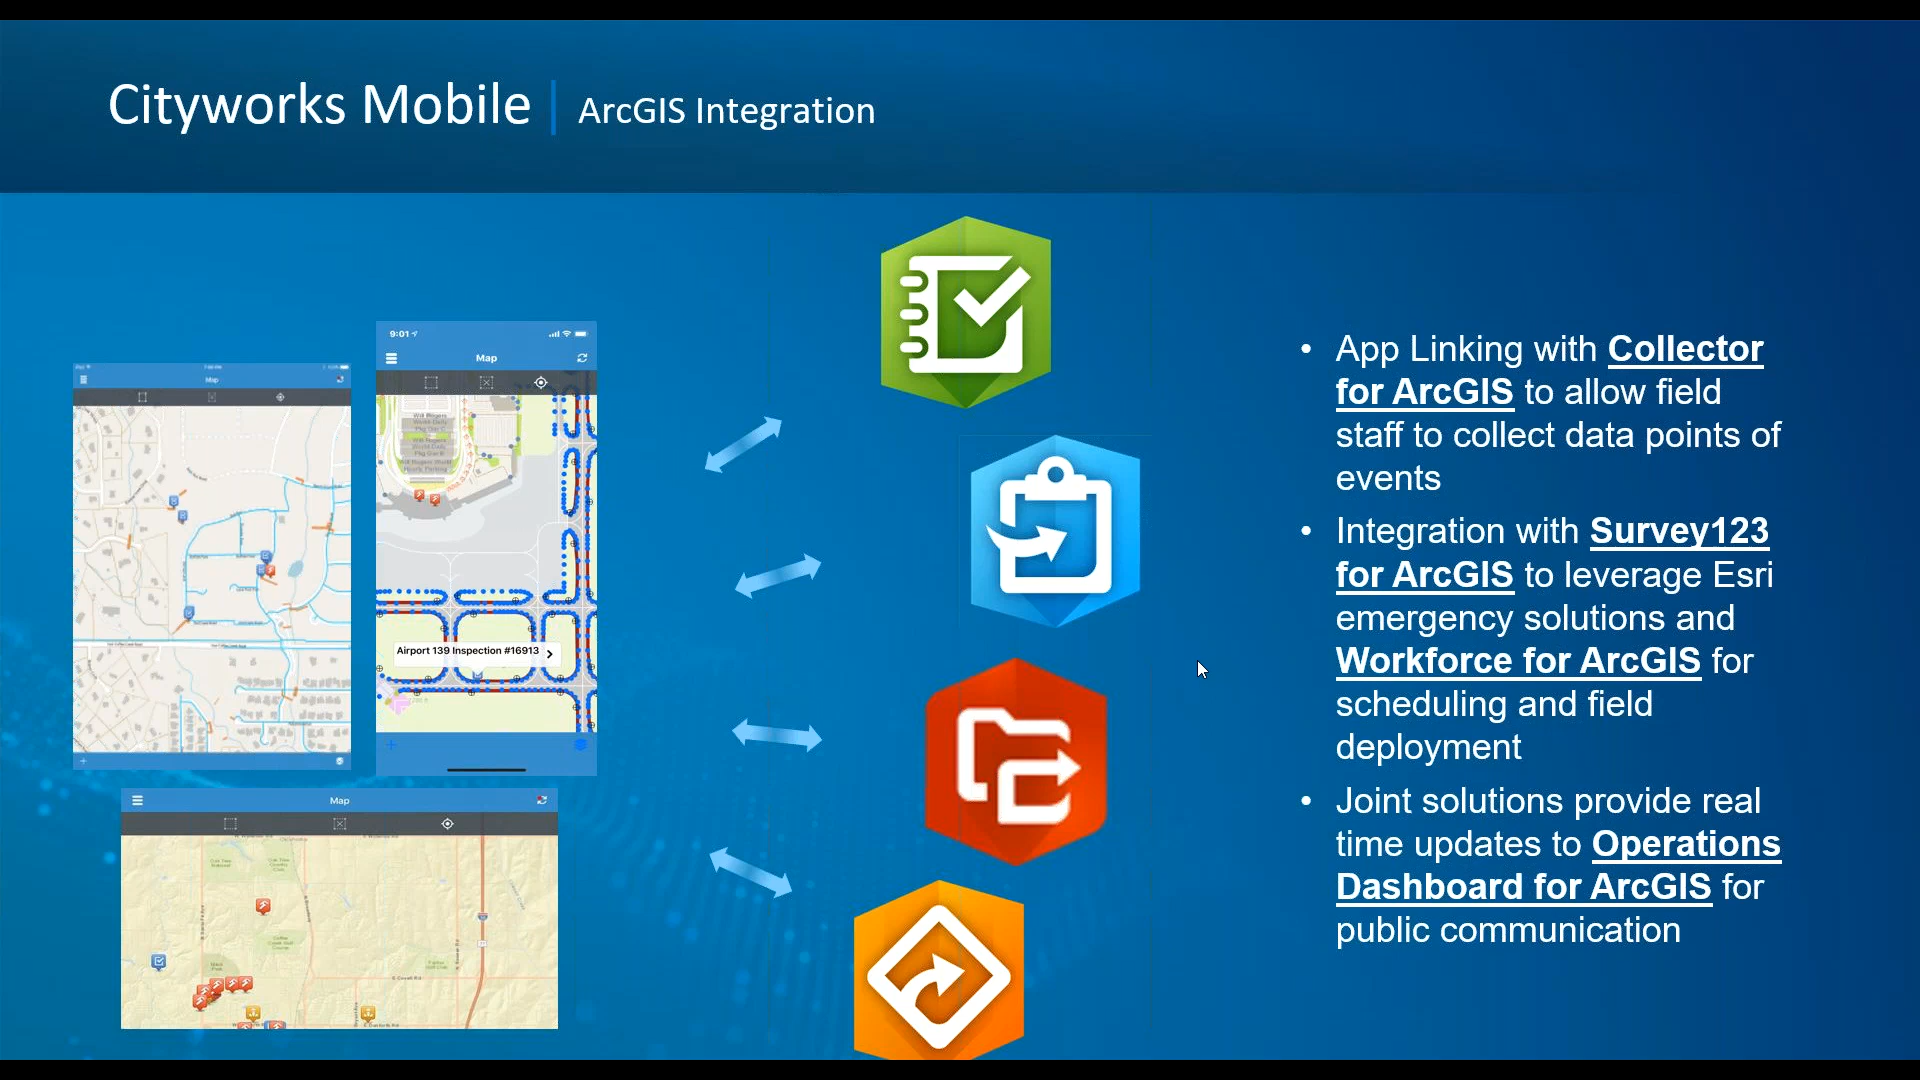 Cityworks Mobile | ArcGIS Integration
9:01
Map
Map
Airport 139 Inspection #16913
Map
• App Linking with Collector
for ArcGIS to allow field
staff to collect data points of
events
• Integration with Survey123
for ArcGIS to leverage Esri
emergency solutions and
Workforce for ArcGIS for
scheduling and field
deployment
• Joint solutions provide real
time updates to Operations
Dashboard for ArcGIS for
public communication